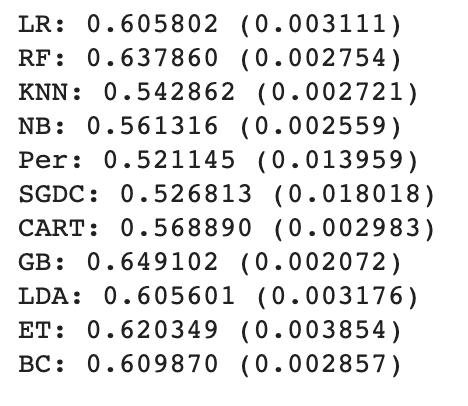 LR: 0.605802 (0.003111)
RF: 0.637860 (0.002754)
KNN: 0.542862 (0.002721)
NB: 0.561316 (0.002559)
Per: 0.521145 (0.013959)
SGDC: 0.526813 (0.018018)
CART: 0.568890 (0.002983)
GB: 0.649102 (0.002072)
LDA: 0.605601 (0.003176)
ET: 0.620349 (0.003854)
BC: 0.609870 (0.002857)